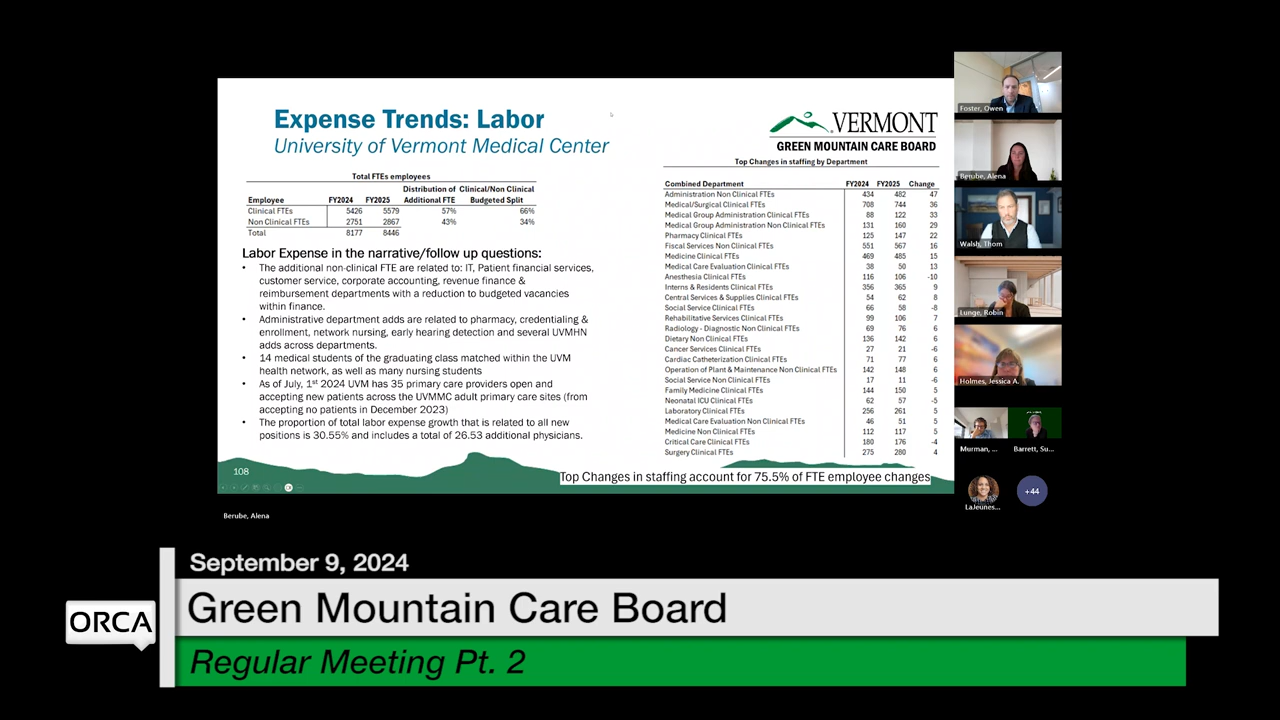 Expense Trends: Labor
University of Vermont Medical Center
VERMONT
GREEN MOUNTAIN CARE BOARD
Total FTEs employees
Distribution of Clinical/Non Clinical
Employee FY2024 FY2025 Additional FTE Budgeted Split
Clinical FTEs 5426 5579 57% 66%
Non Clinical FTEs 2751 2867 43% 34%
Total 8177 8446
Labor Expense in the narrative/follow up questions:
• The additional non-clinical FTE are related to: IT, Patient financial services,
customer service, corporate accounting, revenue finance &
reimbursement departments with a reduction to budgeted vacancies
within finance.
• Administrative department adds are related to pharmacy, credentialing &
enrollment, network nursing, early hearing detection and several UVMHN
adds across departments.
• 14 medical students of the graduating class matched within the UVM
health network, as well as many nursing students
• As of July, 1st 2024 UVM has 35 primary care providers open and
accepting new patients across the UVMMC adult primary care sites (from
accepting no patients in December 2023)
• The proportion of total labor expense growth that is related to all new
positions is 30.55% and includes a total of 26.53 additional physicians.
108
Top Changes in staffing by Department
Combined Department FY2024 FY2025 Change
Administration Non Clinical FTEs 434 482 47
Medical/Surgical Clinical FTEs 708 744 36
Medical Group Administration Clinical FTEs 88 122 33
Medical Group Administration Non Clinical FTEs 131 160 29
Pharmacy Clinical FTEs 125 147 22
Fiscal Services Non Clinical FTEs 551 567 16
Medicine Clinical FTEs 469 485 15
Medical Care Evaluation Clinical FTEs 38 50 13
Anesthesia Clinical FTEs 116 106 -10
Interns & Residents Clinical FTEs 356 365 9
Central Services & Supplies Clinical FTEs 54 62 8
Social Service Clinical FTEs 66 58 -8
Rehabilitative Services Clinical FTEs 99 106 7
Radiology - Diagnostic Non Clinical FTEs 69 76 6
Dietary Non Clinical FTEs 136 142 6
Cancer Services Clinical FTEs 27 21 -6
Cardiac Catheterization Clinical FTEs 71 77 6
Operation of Plant & Maintenance Non Clinical FTEs 142 148 6
Social Service Non Clinical FTEs 17 11 -6
Family Medicine Clinical FTEs 144 150 5
Neonatal ICU Clinical FTEs 62 57 -5
Laboratory Clinical FTEs 256 261 5
Medical Care Evaluation Non Clinical FTEs 46 51 5
Medicine Non Clinical FTEs 112 117 5
Critical Care Clinical FTEs 180 176 -4
Surgery Clinical FTEs 275 280 4
Top Changes in staffing account for 75.5% of FTE employee changes
Foster, Owen
Berube, Alena
Walsh, Thom
Lunge, Robin
Holmes, Jessica A.
Murman, ...
Barrett, Su...
LaJeunes...
+44
Berube, Alena
September 9, 2024
ORCA
Green Mountain Care Board
Regular Meeting Pt. 2